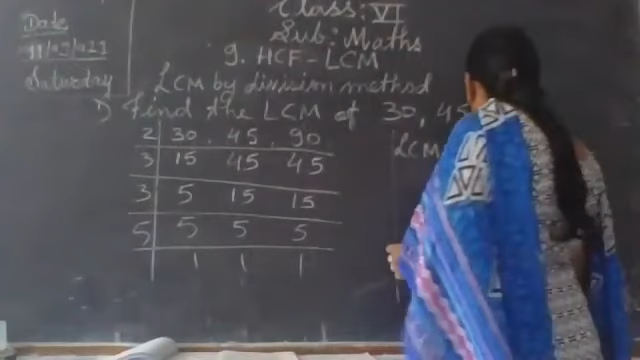 Class: VI
Date
Sub: Maths
Saturday
9. HCF - LCM
LCM by division method
1) Find the LCM of 30, 45
2 30, 45, 90
LCM
3 15 45 45
3 5 15 15
5 5 5 5
1 1 1